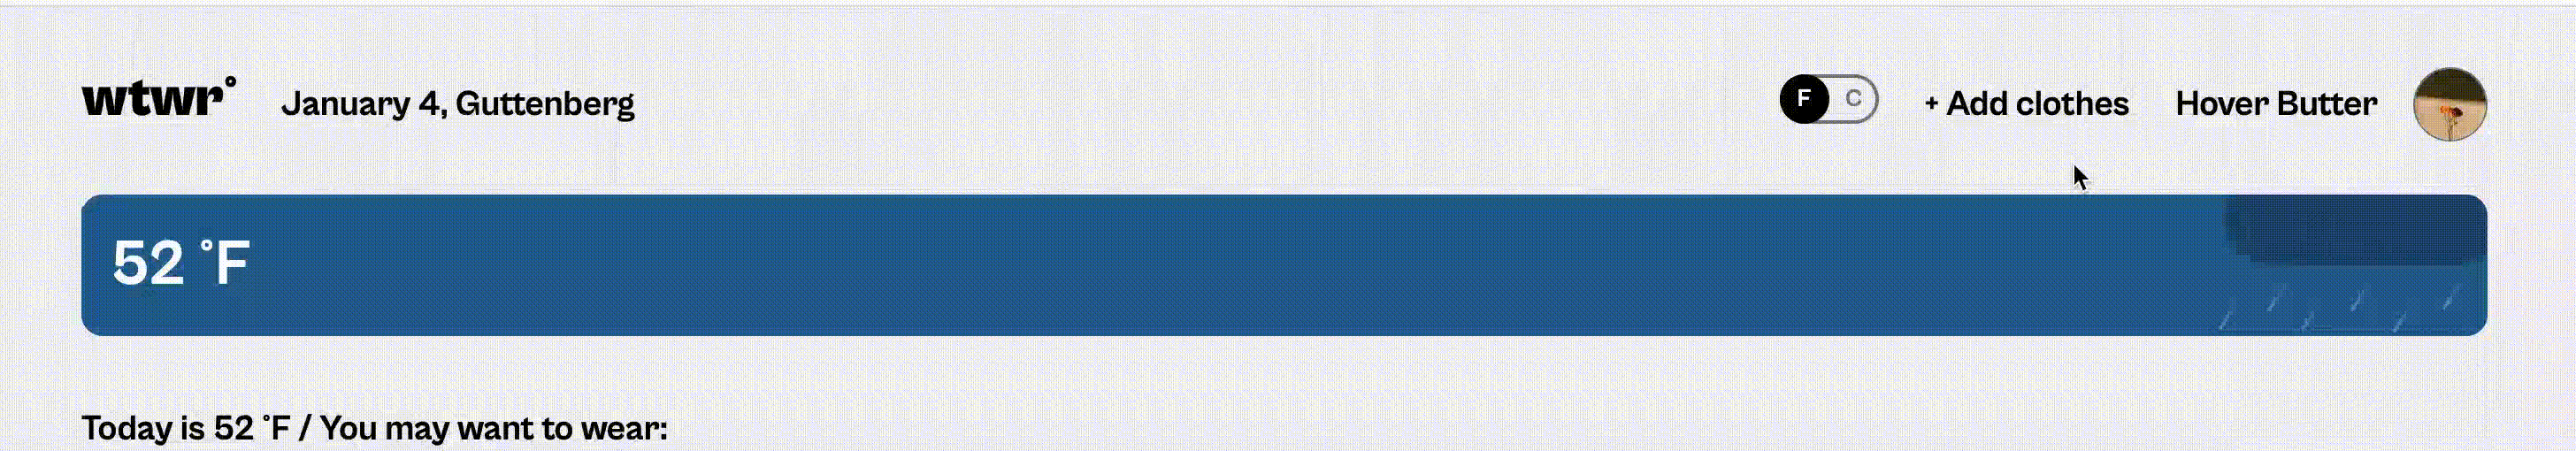 wtwr°
January 4, Guttenberg
F C
+ Add clothes
Hover Butter
52 °F
Today is 52 °F / You may want to wear: